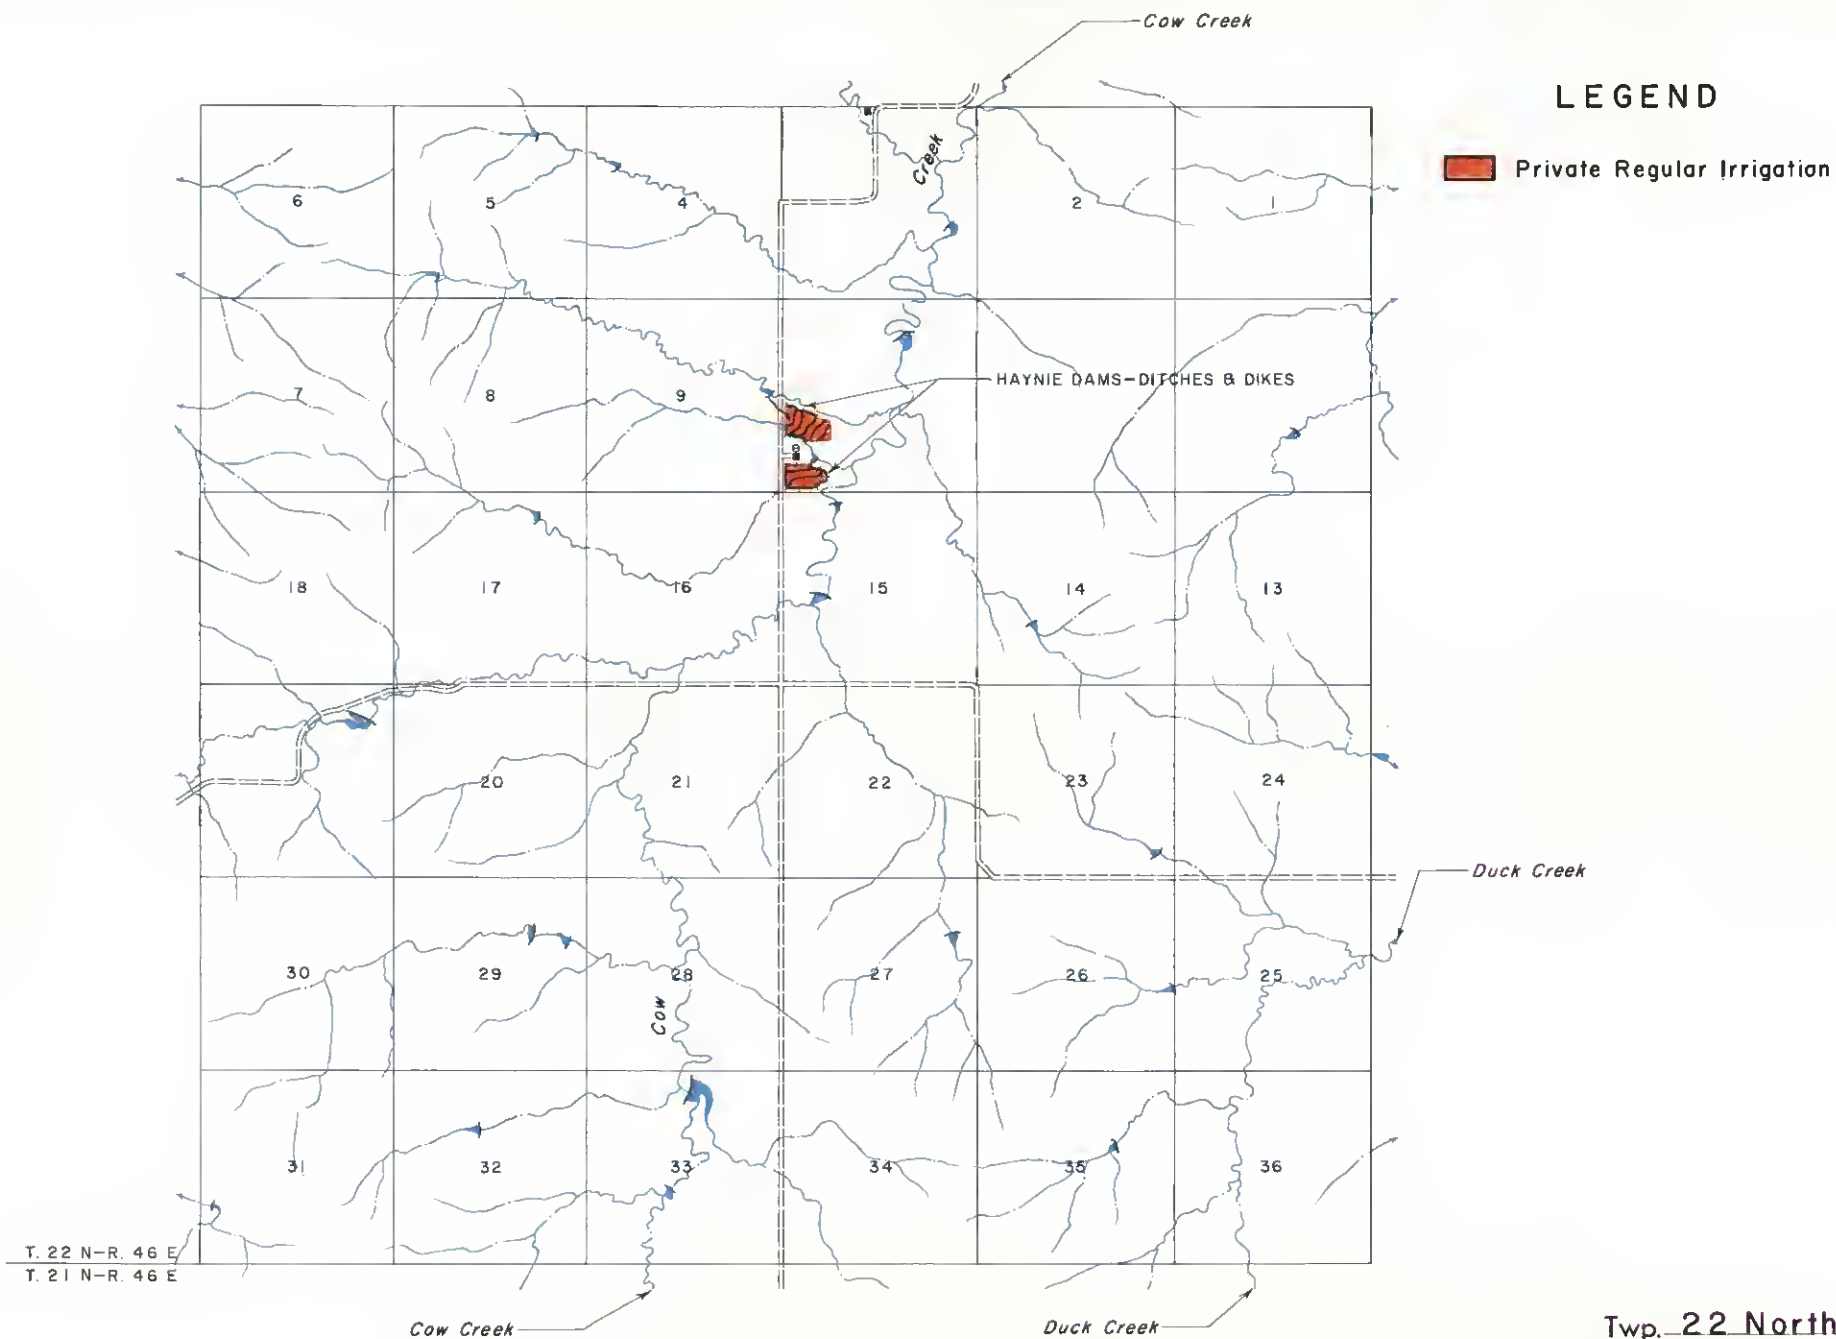 Cow Creek
LEGEND
Private Regular Irrigation
Creek
6
5
4
2
1
HAYNIE DAMS-DITCHES & DIKES
7
8
9
18
17
16
15
14
13
20
21
22
23
24
Duck Creek
30
29
28
27
26
25
Cow
31
32
33
34
35
36
T. 22 N-R. 46 E
T. 21 N-R. 46 E
Cow Creek
Duck Creek
Twp. 22 North